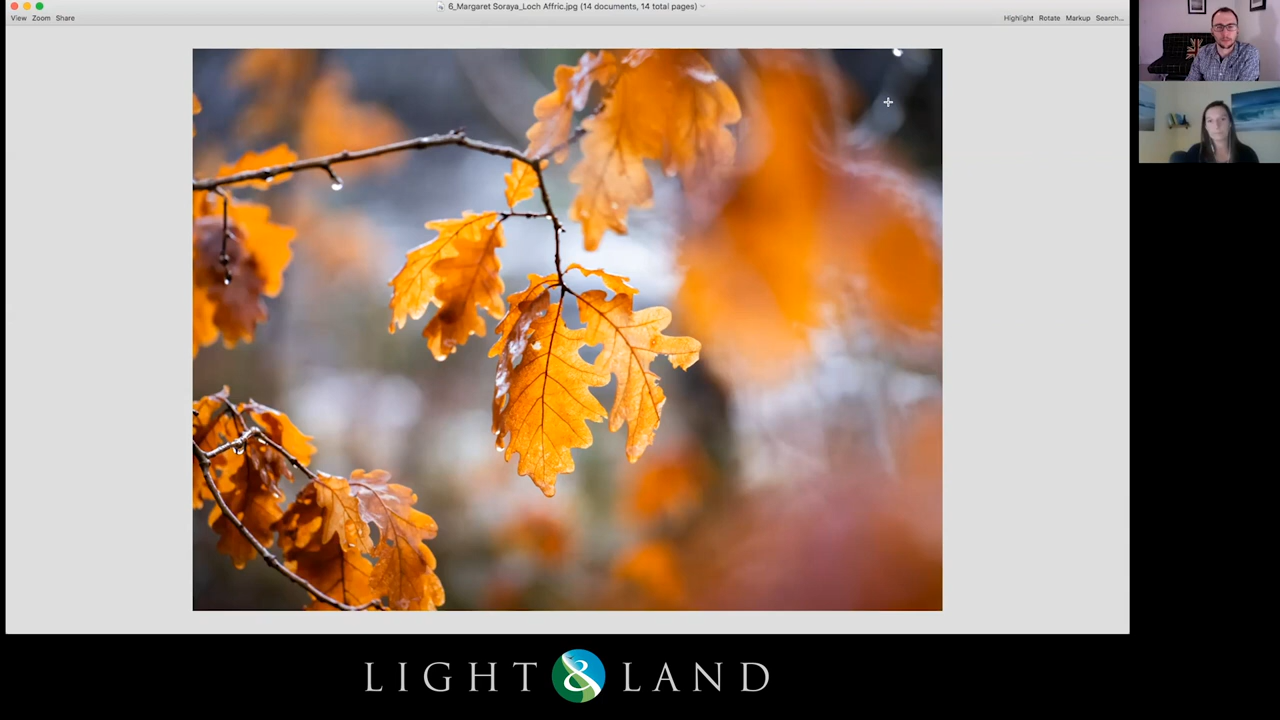 6_Margaret Soraya_Loch Affric.jpg (14 documents, 14 total pages)
View Zoom Share
Highlight Rotate Markup Search...
LIGHT & LAND